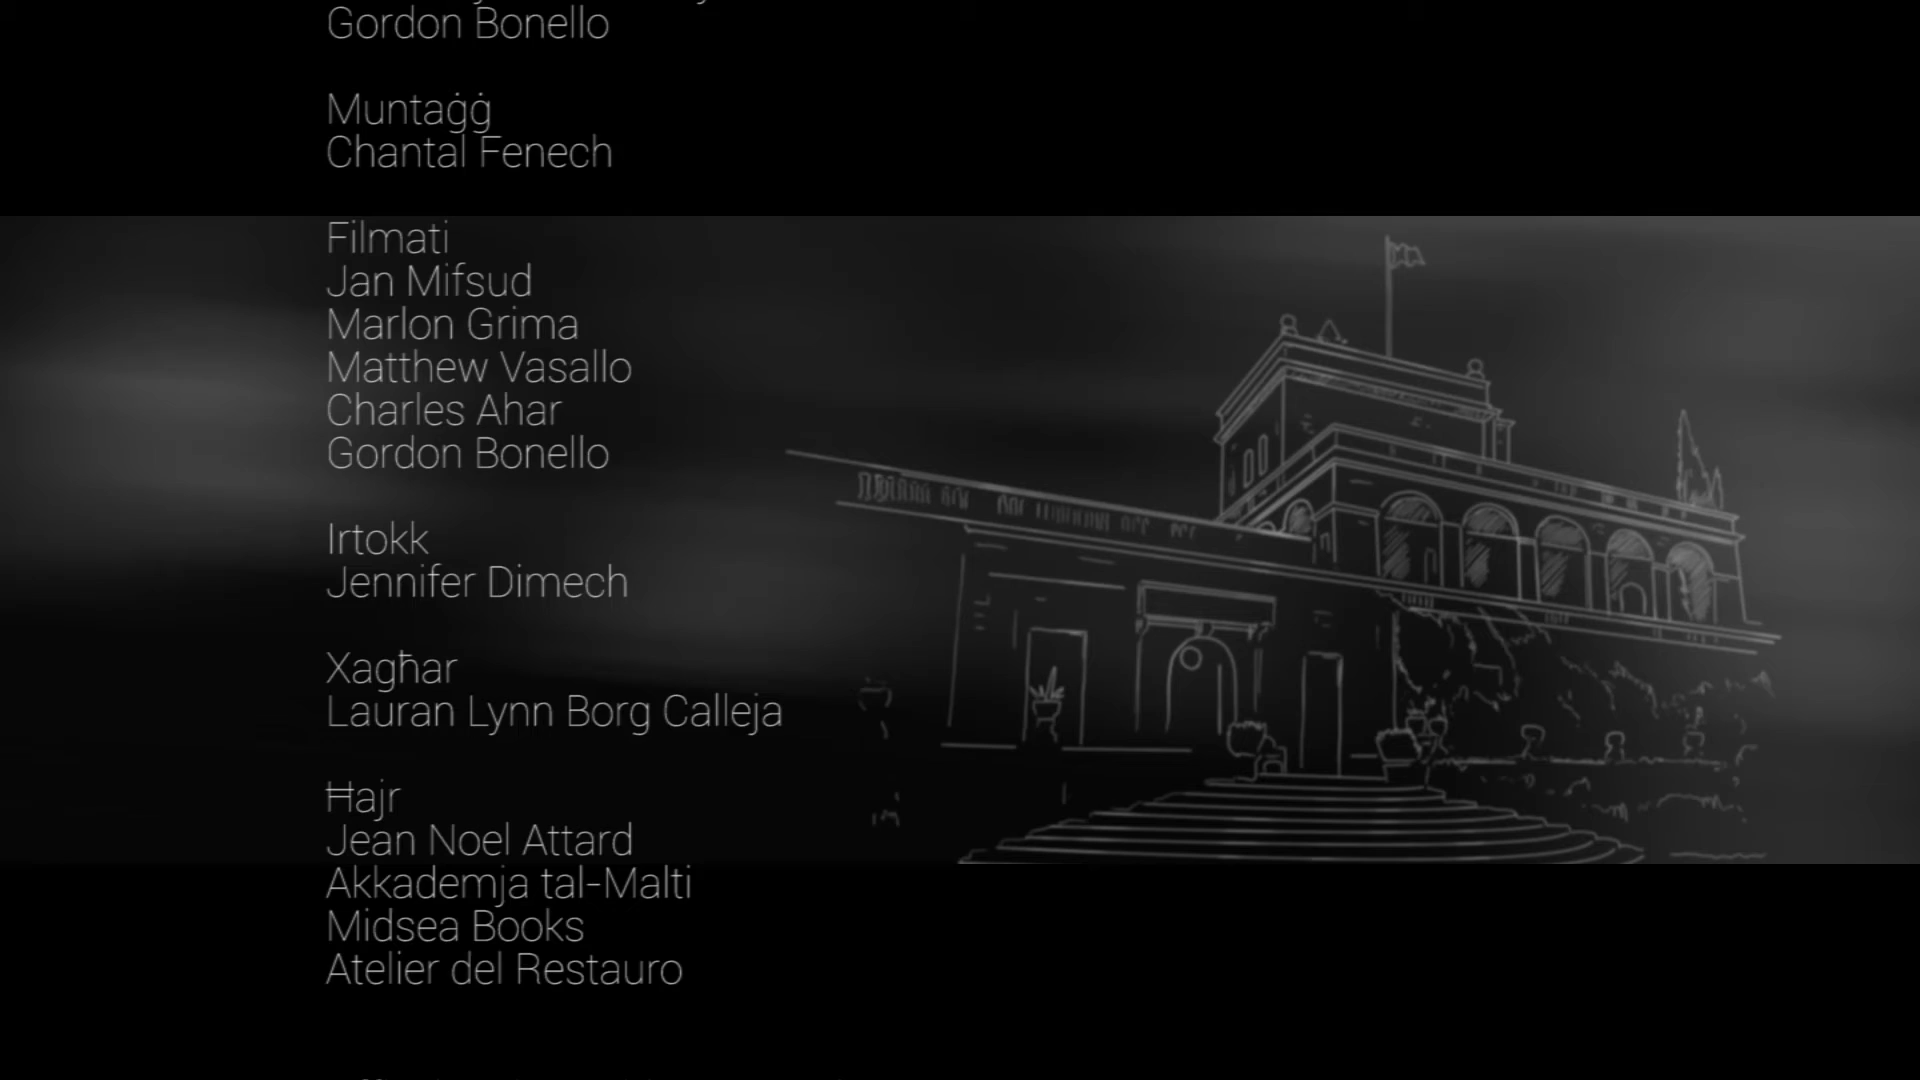 Gordon Bonello
Muntaġġ
Chantal Fenech
Filmati
Jan Mifsud
Marlon Grima
Matthew Vasallo
Charles Ahar
Gordon Bonello
Irtokk
Jennifer Dimech
Xagħar
Lauran Lynn Borg Calleja
Ħajr
Jean Noel Attard
Akkademja tal-Malti
Midsea Books
Atelier del Restauro